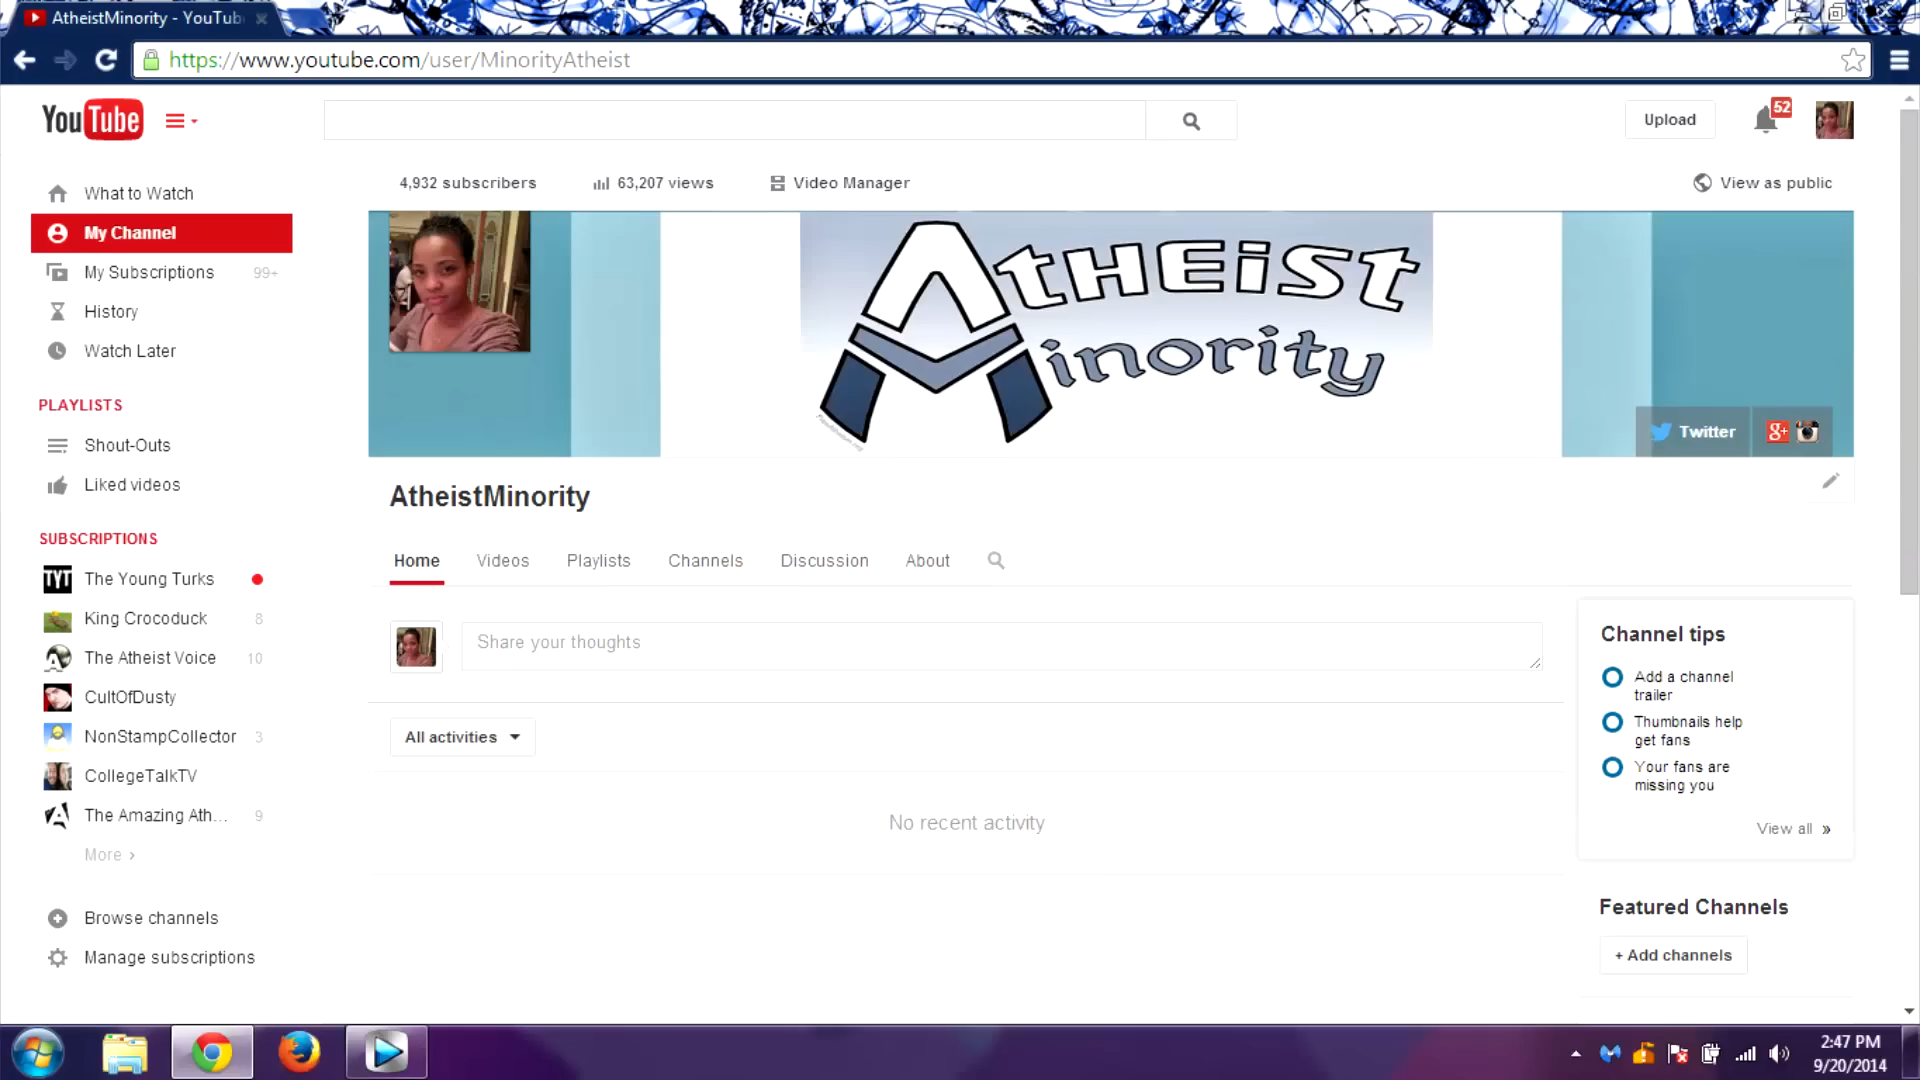 AtheistMinority - YouTub
https://www.youtube.com/user/MinorityAtheist
YouTube
Upload
52
4,932 subscribers
63,207 views
Video Manager
View as public
What to Watch
My Channel
My Subscriptions 99+
History
Watch Later
PLAYLISTS
Shout-Outs
Liked videos
SUBSCRIPTIONS
TYT The Young Turks
King Crocoduck 8
The Atheist Voice 10
CultOfDusty
NonStampCollector 3
CollegeTalkTV
The Amazing Ath... 9
More ›
Browse channels
Manage subscriptions
Atheist
Minority
Twitter
g+
AtheistMinority
Home Videos Playlists Channels Discussion About
Share your thoughts
All activities
No recent activity
Channel tips
Add a channel
trailer
Thumbnails help
get fans
Your fans are
missing you
View all »
Featured Channels
+ Add channels
2:47 PM
9/20/2014